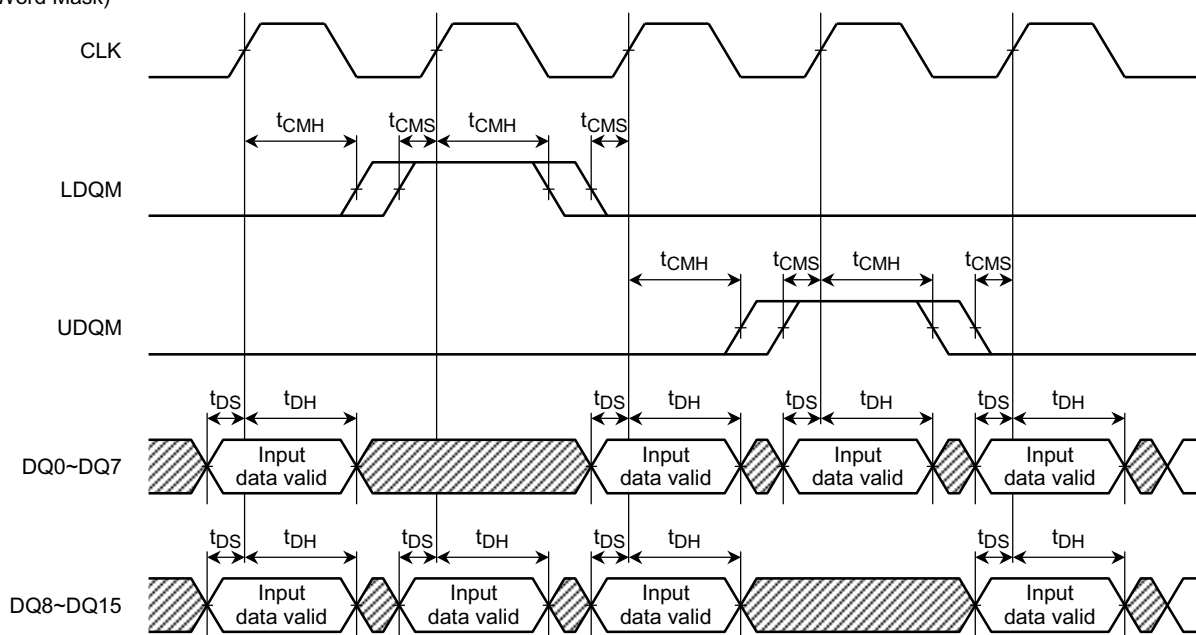 Word Mask)
CLK
tCMH tCMS tCMH tCMS
LDQM
tCMH tCMS tCMH tCMS
UDQM
tDS tDH tDS tDH tDS tDH tDS tDH
DQ0~DQ7
Input data valid
Input data valid
Input data valid
Input data valid
tDS tDH tDS tDH tDS tDH tDS tDH
DQ8~DQ15
Input data valid
Input data valid
Input data valid
Input data valid